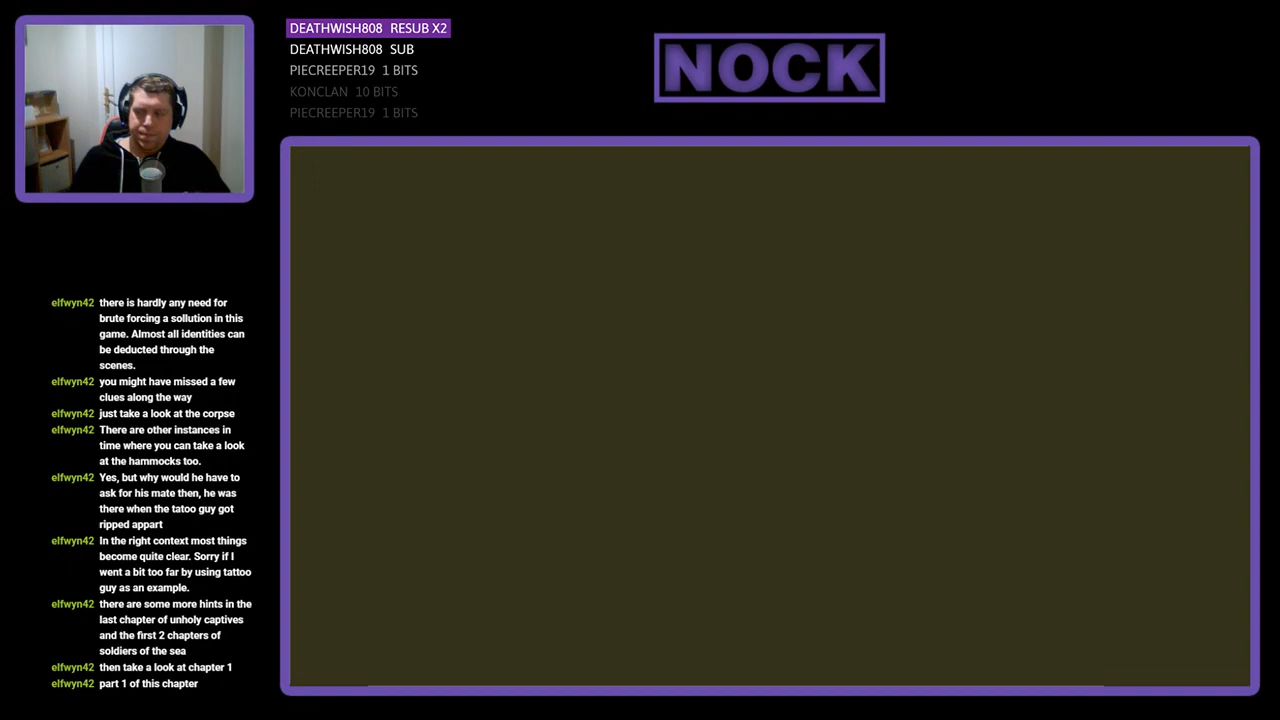 DEATHWISH808 RESUB X2
DEATHWISH808 SUB
PIECREEPER19 1 BITS
KONCLAN 10 BITS
PIECREEPER19 1 BITS
NOCK
elfwyn42 there is hardly any need for
brute forcing a sollution in this
game. Almost all identities can
be deducted through the
scenes.
elfwyn42 you might have missed a few
clues along the way
elfwyn42 just take a look at the corpse
elfwyn42 There are other instances in
time where you can take a look
at the hammocks too.
elfwyn42 Yes, but why would he have to
ask for his mate then, he was
there when the tatoo guy got
ripped appart
elfwyn42 In the right context most things
become quite clear. Sorry if I
went a bit too far by using tattoo
guy as an example.
elfwyn42 there are some more hints in the
last chapter of unholy captives
and the first 2 chapters of
soldiers of the sea
elfwyn42 then take a look at chapter 1
elfwyn42 part 1 of this chapter